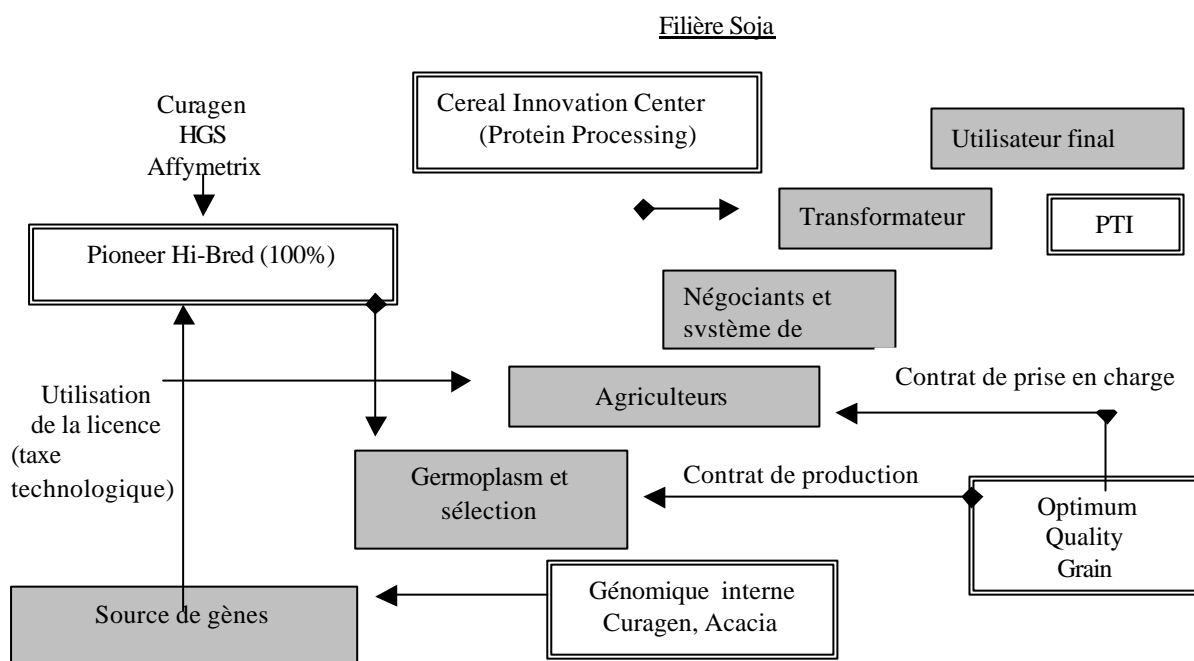 Filière Soja
Curagen
HGS
Affymetrix
Cereal Innovation Center
(Protein Processing)
Utilisateur final
Transformateur
PTI
Pioneer Hi-Bred (100%)
Négociants et
système de
Utilisation
de la licence
(taxe
technologique)
Agriculteurs
Contrat de prise en charge
Germoplasm et
sélection
Contrat de production
Optimum
Quality
Grain
Source de gènes
Génomique interne
Curagen, Acacia